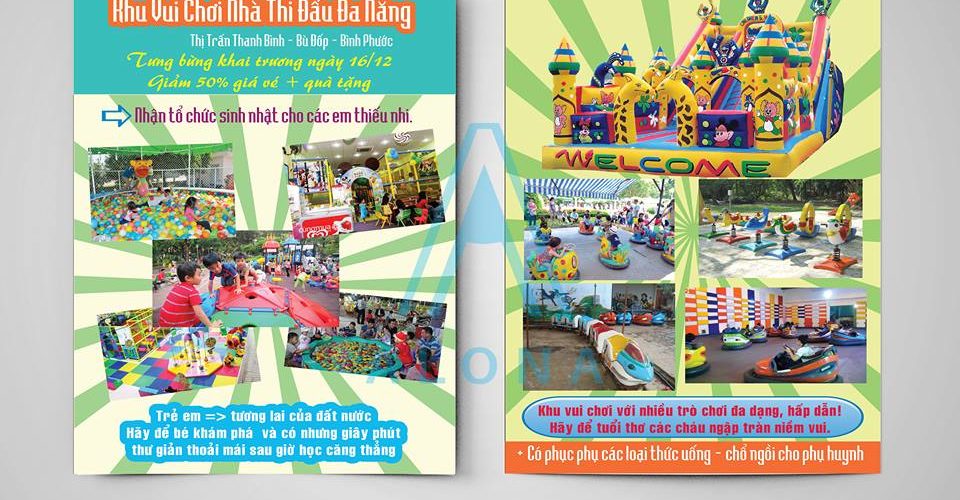 Khu Vui Chơi Nhà Thi Đấu Đa Năng
Thị Trấn Thanh Bình - Bù Đốp - Bình Phước
Tưng bừng khai trương ngày 16/12
Giảm 50% giá vé + quà tặng
Nhận tổ chức sinh nhật cho các em thiếu nhi.
Trẻ em => tương lai của đất nước
Hãy để bé khám phá và có nhưng giây phút
thư giản thoải mái sau giờ học căng thẳng
WELCOME
Khu vui chơi với nhiều trò chơi đa dạng, hấp dẫn!
Hãy để tuổi thơ các cháu ngập tràn niềm vui.
+ Có phục phụ các loại thức uống - chổ ngồi cho phụ huynh